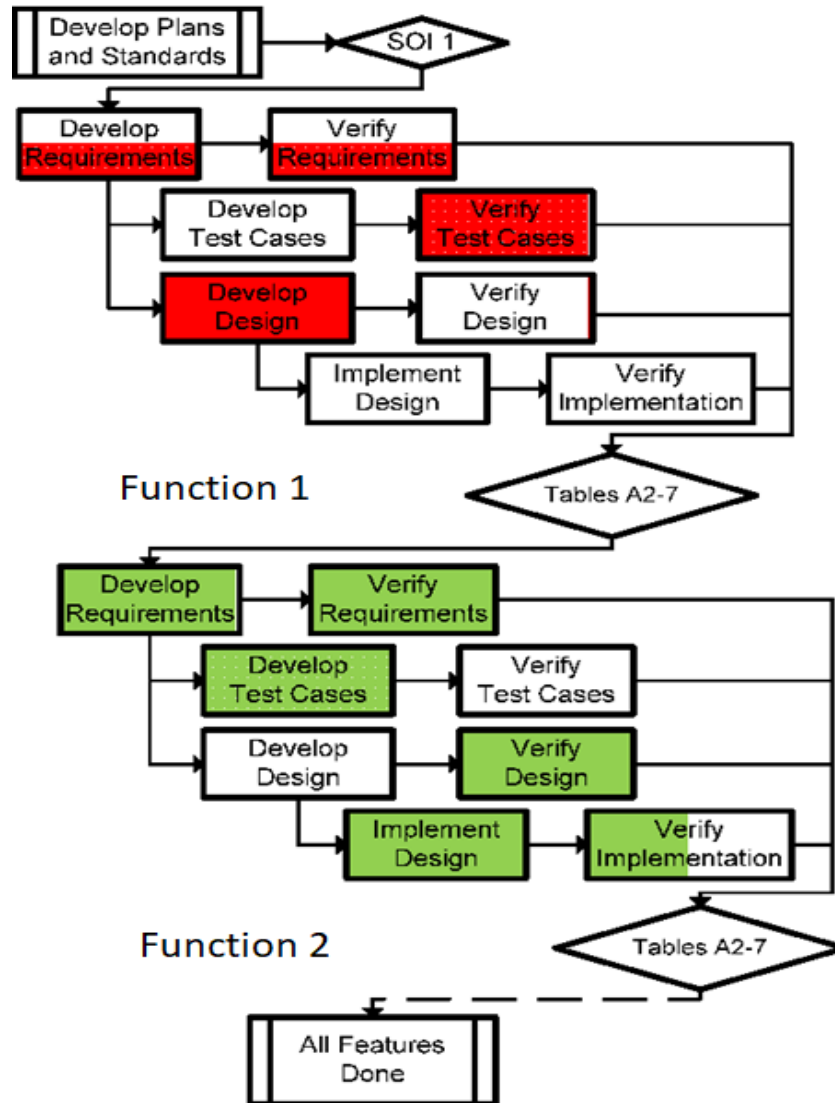 Develop Plans
and Standards
SOI 1
Develop
Requirements
Verify
Requirements
Develop
Test Cases
Verify
Test Cases
Develop
Design
Verify
Design
Implement
Design
Verify
Implementation
Function 1
Tables A2-7
Develop
Requirements
Verify
Requirements
Develop
Test Cases
Verify
Test Cases
Develop
Design
Verify
Design
Implement
Design
Verify
Implementation
Function 2
Tables A2-7
All Features
Done